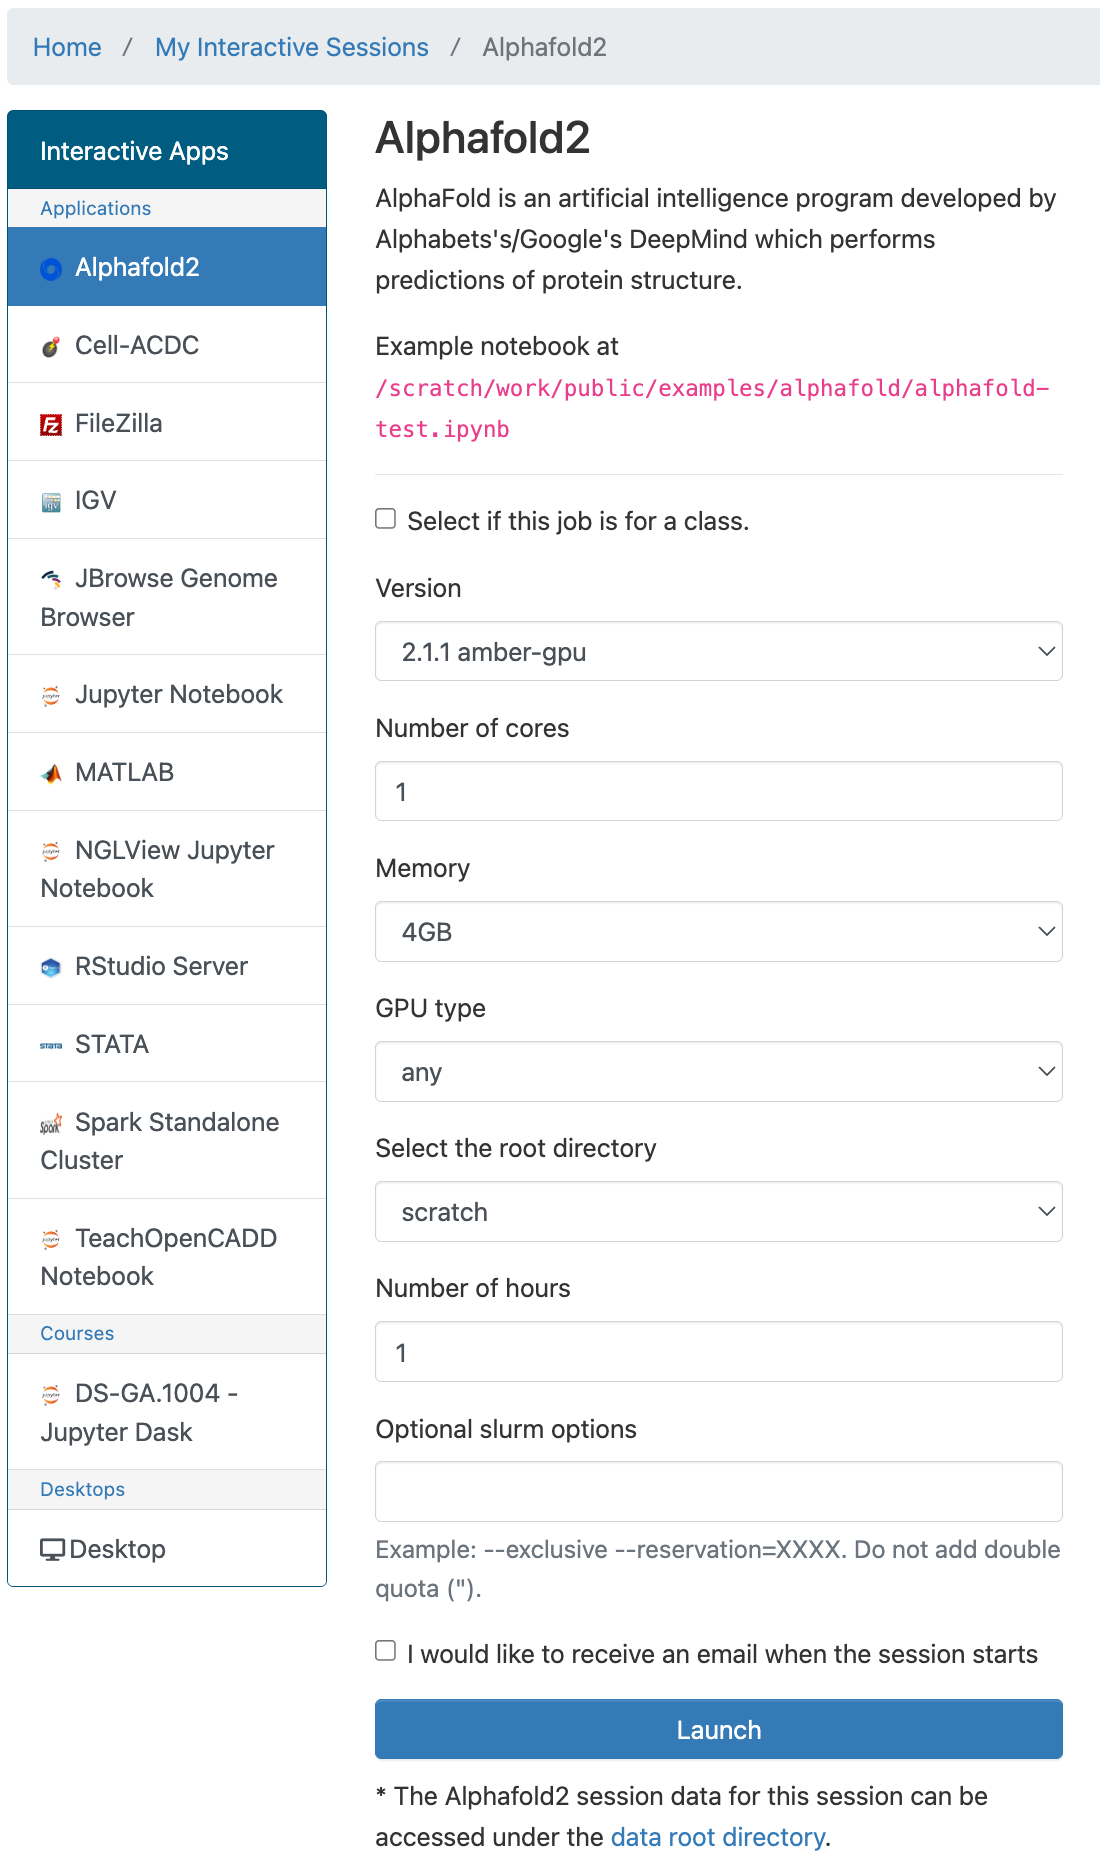 Home / My Interactive Sessions / Alphafold2
Interactive Apps
Applications
Alphafold2
Cell-ACDC
FileZilla
IGV
JBrowse Genome
Browser
Jupyter Notebook
MATLAB
NGLView Jupyter
Notebook
RStudio Server
STATA
Spark Standalone
Cluster
TeachOpenCADD
Notebook
Courses
DS-GA.1004 -
Jupyter Dask
Desktops
Desktop
Alphafold2
AlphaFold is an artificial intelligence program developed by
Alphabets's/Google's DeepMind which performs
predictions of protein structure.
Example notebook at
/scratch/work/public/examples/alphafold/alphafold-
test.ipynb
Select if this job is for a class.
Version
2.1.1 amber-gpu
Number of cores
1
Memory
4GB
GPU type
any
Select the root directory
scratch
Number of hours
1
Optional slurm options
Example: --exclusive --reservation=XXXX. Do not add double
quota (").
I would like to receive an email when the session starts
Launch
* The Alphafold2 session data for this session can be
accessed under the data root directory.